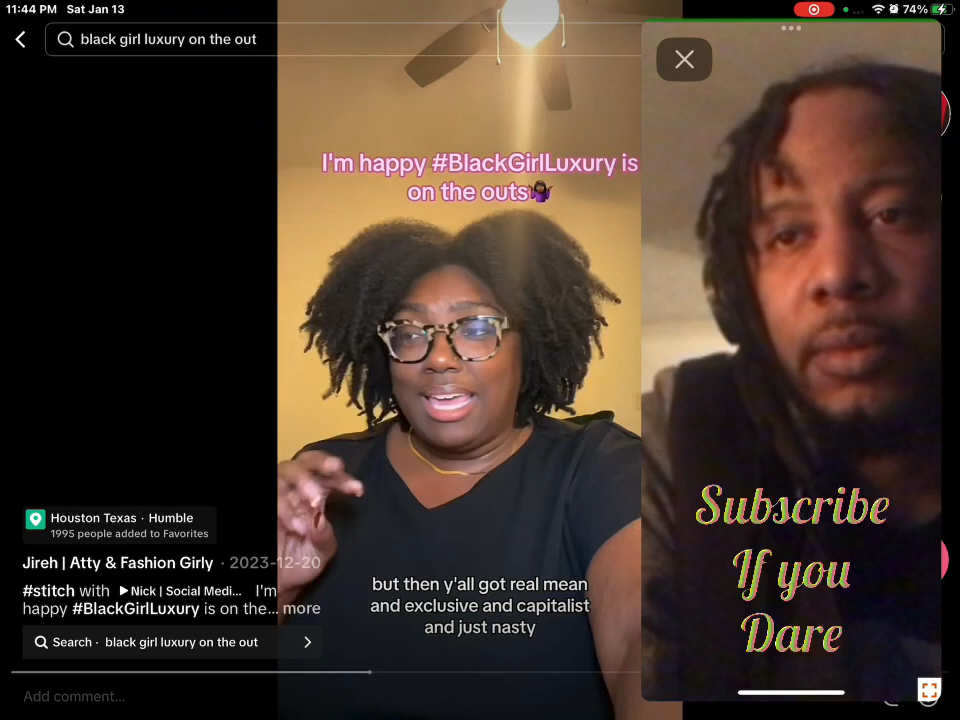 11:44 PM Sat Jan 13
74%
black girl luxury on the out
I'm happy #BlackGirlLuxury is
on the outs🤷🏿‍♀️
Houston Texas · Humble
1995 people added to Favorites
Jireh | Atty & Fashion Girly · 2023-12-20
#stitch with ▶Nick | Social Medi... I'm
happy #BlackGirlLuxury is on the... more
but then y'all got real mean
and exclusive and capitalist
and just nasty
Search · black girl luxury on the out
Add comment...
Subscribe
If you
Dare